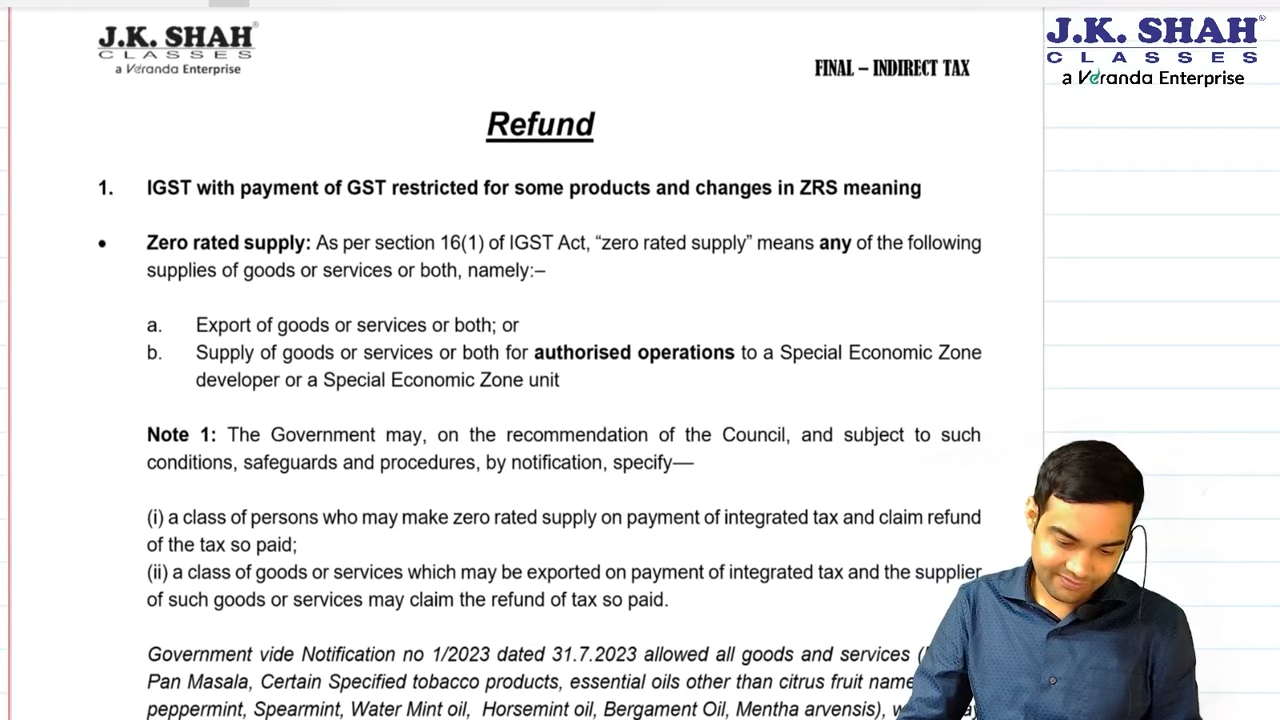 J.K. SHAH®
CLASSES
a Veranda Enterprise
J.K. SHAH®
CLASSES
a Veranda Enterprise
FINAL – INDIRECT TAX
Refund
1. IGST with payment of GST restricted for some products and changes in ZRS meaning
• Zero rated supply: As per section 16(1) of IGST Act, “zero rated supply” means any of the following
supplies of goods or services or both, namely:–
a. Export of goods or services or both; or
b. Supply of goods or services or both for authorised operations to a Special Economic Zone
developer or a Special Economic Zone unit
Note 1: The Government may, on the recommendation of the Council, and subject to such
conditions, safeguards and procedures, by notification, specify—
(i) a class of persons who may make zero rated supply on payment of integrated tax and claim refund
of the tax so paid;
(ii) a class of goods or services which may be exported on payment of integrated tax and the supplier
of such goods or services may claim the refund of tax so paid.
Government vide Notification no 1/2023 dated 31.7.2023 allowed all goods and services (
Pan Masala, Certain Specified tobacco products, essential oils other than citrus fruit name
peppermint, Spearmint, Water Mint oil, Horsemint oil, Bergament Oil, Mentha arvensis),